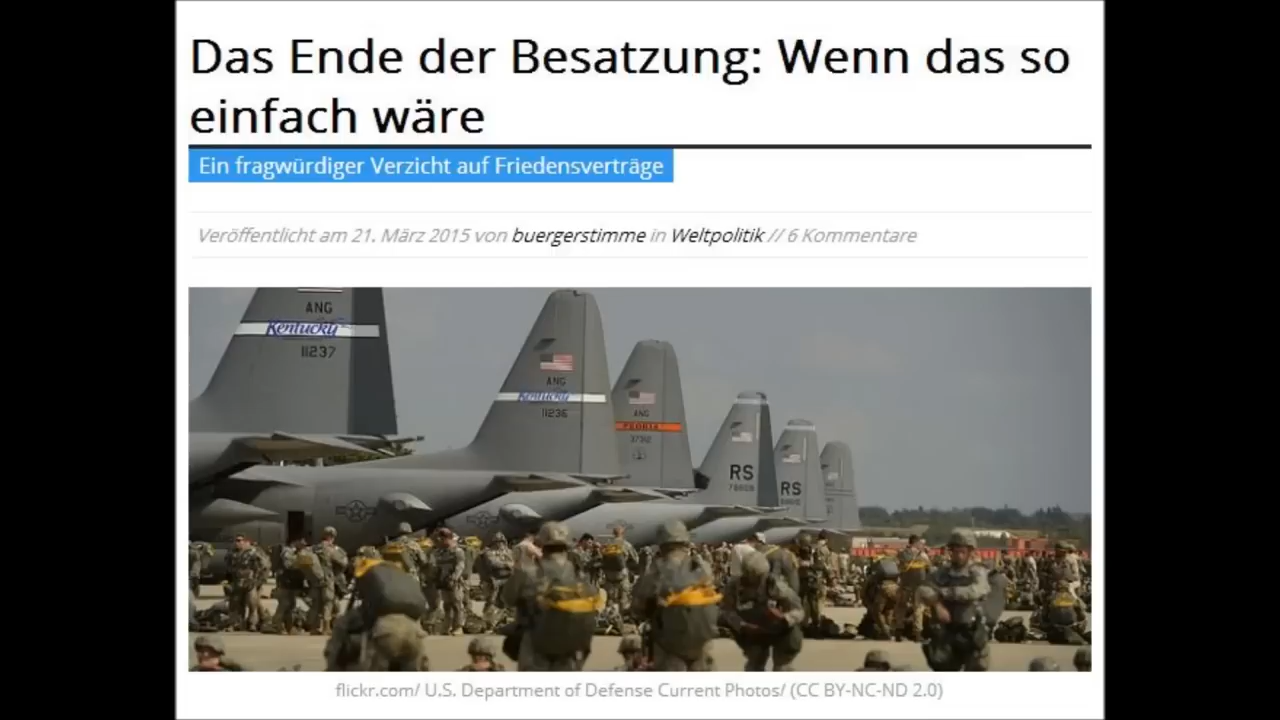 Das Ende der Besatzung: Wenn das so
einfach wäre
Ein fragwürdiger Verzicht auf Friedensverträge
Veröffentlicht am 21. März 2015 von buergerstimme in Weltpolitik // 6 Kommentare
ANG
Kentucky
11237
ANG
Kentucky
11236
ANG
PEORIA
RS
RS
flickr.com/ U.S. Department of Defense Current Photos/ (CC BY-NC-ND 2.0)